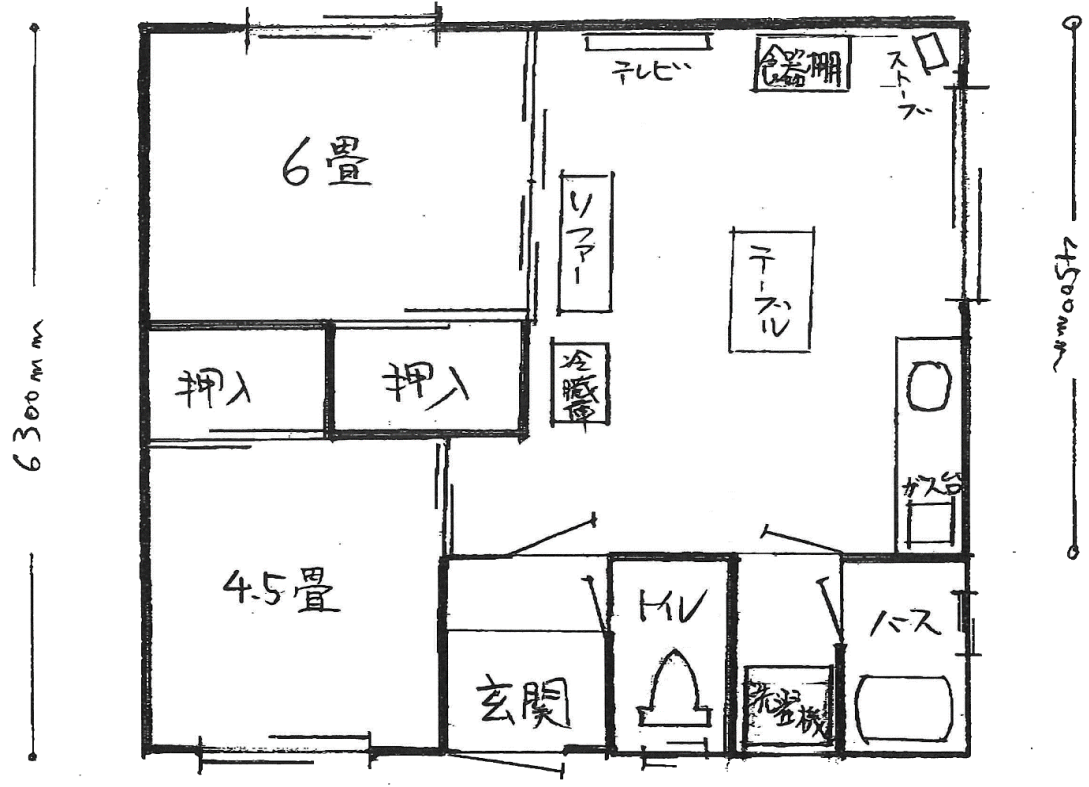 6300mm
6畳
テレビ
食器棚
ストーブ
ソファー
テーブル
4500mm
押入
押入
冷蔵庫
ガス台
4.5畳
玄関
トイレ
洗濯機
バス